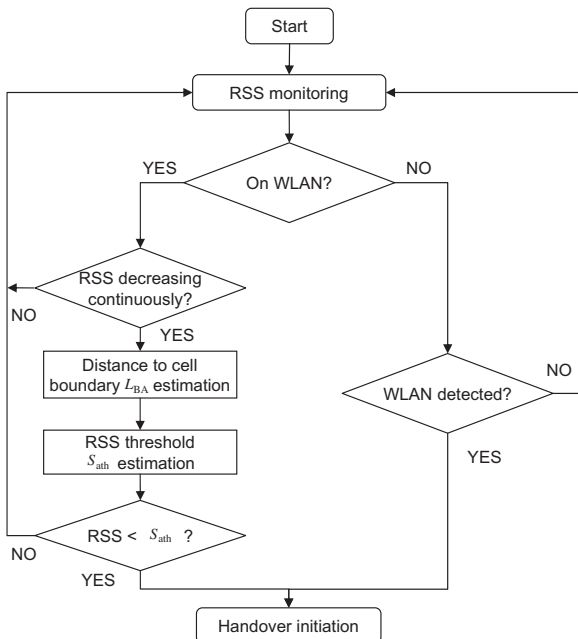 Start
RSS monitoring
YES
On WLAN?
NO
RSS decreasing
continuously?
NO
YES
Distance to cell
boundary L_BA estimation
RSS threshold
S_ath estimation
WLAN detected?
NO
YES
RSS < S_ath ?
NO
YES
Handover initiation